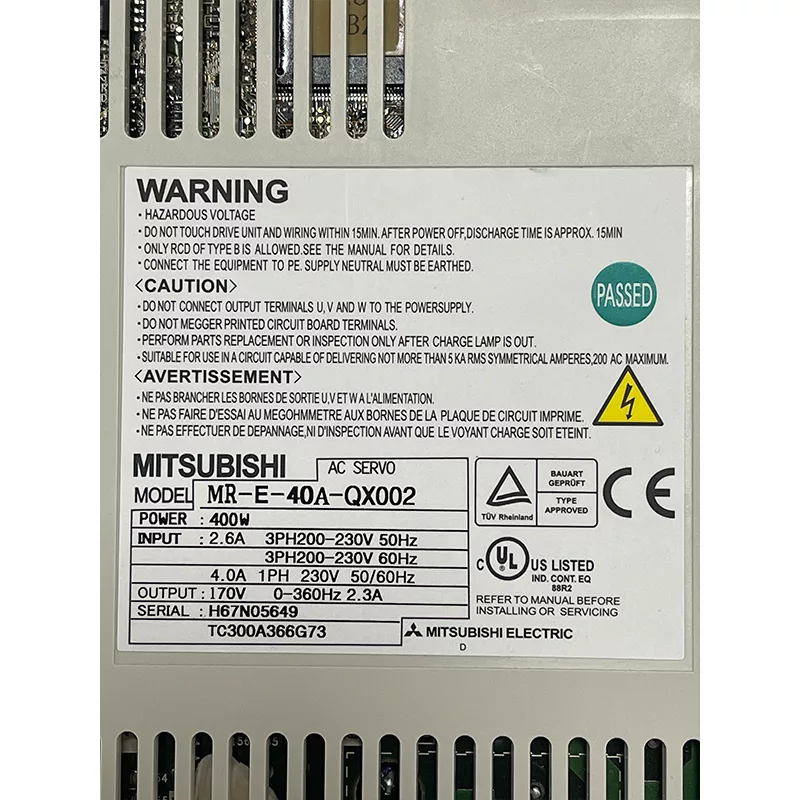 B2
WARNING
・HAZARDOUS VOLTAGE
・DO NOT TOUCH DRIVE UNIT AND WIRING WITHIN 15MIN. AFTER POWER OFF,DISCHARGE TIME IS APPROX. 15MIN
・ONLY RCD OF TYPE B IS ALLOWED.SEE THE MANUAL FOR DETAILS.
・CONNECT THE EQUIPMENT TO PE. SUPPLY NEUTRAL MUST BE EARTHED.
〈CAUTION〉
・DO NOT CONNECT OUTPUT TERMINALS U, V AND W TO THE POWERSUPPLY.
・DO NOT MEGGER PRINTED CIRCUIT BOARD TERMINALS.
・PERFORM PARTS REPLACEMENT OR INSPECTION ONLY AFTER CHARGE LAMP IS OUT.
・SUITABLE FOR USE IN A CIRCUIT CAPABLE OF DELIVERING NOT MORE THAN 5 KA RMS SYMMETRICAL AMPERES,200 AC MAXIMUM.
PASSED
〈AVERTISSEMENT〉
・NE PAS BRANCHER LES BORNES DE SORTIE U,V ET W A L'ALIMENTATION.
・NE PAS FAIRE D'ESSAI AU MEGOHMMETRE AUX BORNES DE LA PLAQUE DE CIRCUIT IMPRIME.
・NE PAS EFFECTUER DE DEPANNAGE,NI D'INSPECTION AVANT QUE LE VOYANT CHARGE SOIT ETEINT.
MITSUBISHI AC SERVO
MODEL MR-E-40A-QX002
POWER : 400W
INPUT : 2.6A 3PH200-230V 50Hz
3PH200-230V 60Hz
4.0A 1PH 230V 50/60Hz
OUTPUT : 170V 0-360Hz 2.3A
SERIAL : H67N05649
TC300A366G73
TÜV Rheinland
BAUART
GEPRÜFT
TYPE
APPROVED
CE
C UL US LISTED
IND. CONT. EQ
88R2
REFER TO MANUAL BEFORE
INSTALLING OR SERVICING
MITSUBISHI ELECTRIC
D